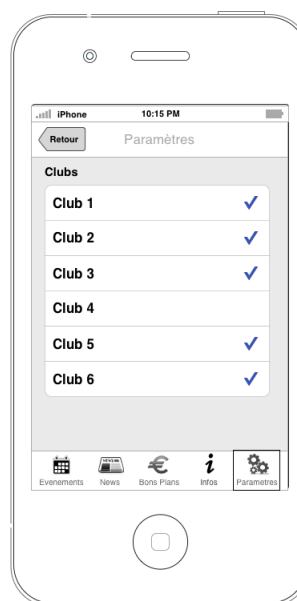 iPhone 10:15 PM
Retour Paramètres
Clubs
Club 1
Club 2
Club 3
Club 4
Club 5
Club 6
Evenements News Bons Plans Infos Parametres